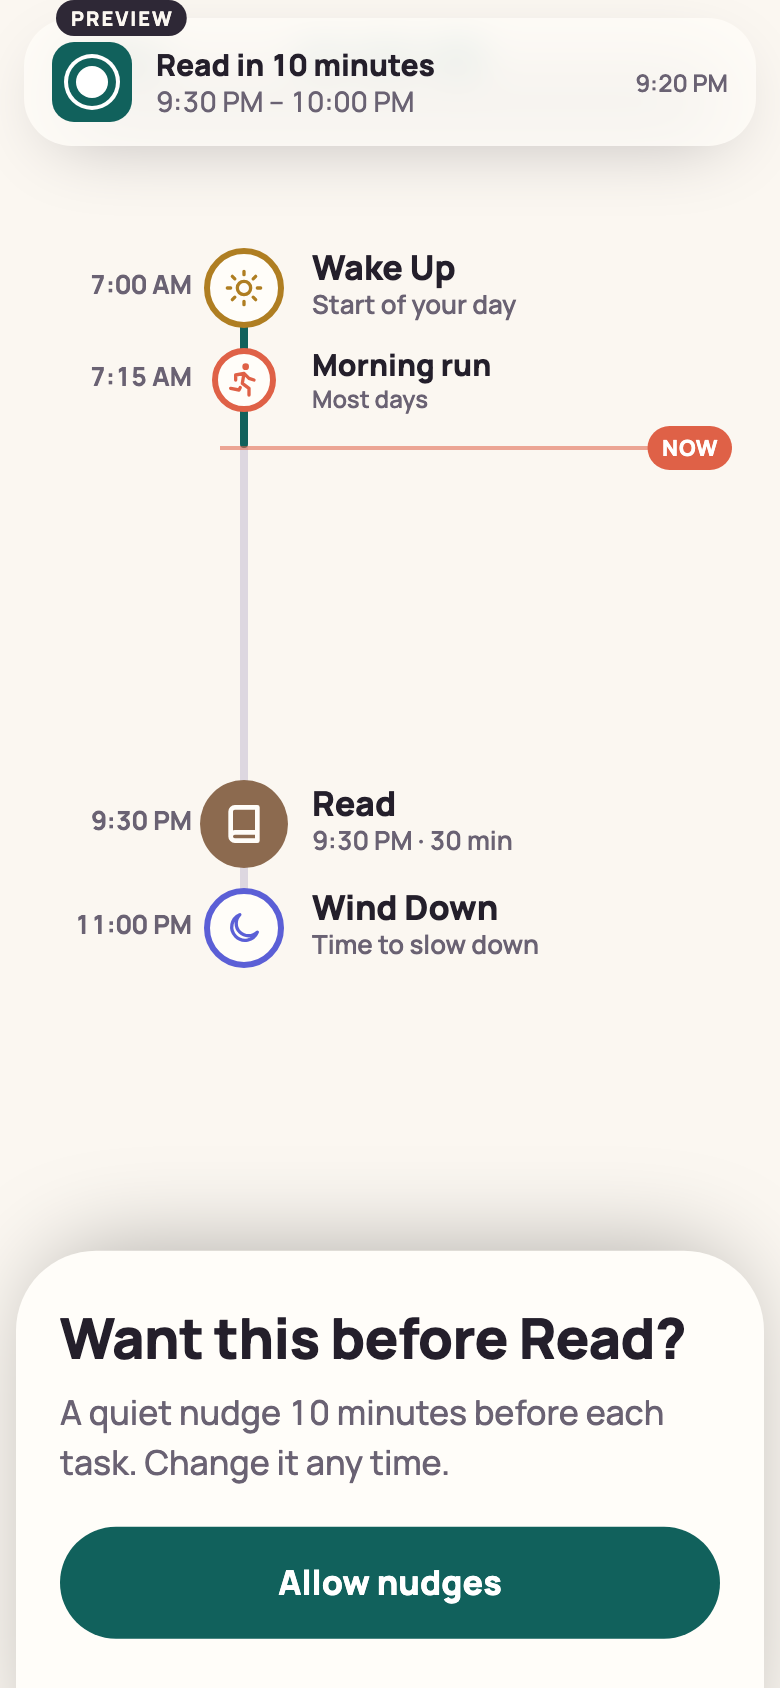 PREVIEW
Read in 10 minutes
9:30 PM – 10:00 PM
9:20 PM
7:00 AM
Wake Up
Start of your day
7:15 AM
Morning run
Most days
NOW
9:30 PM
Read
9:30 PM · 30 min
11:00 PM
Wind Down
Time to slow down
Want this before Read?
A quiet nudge 10 minutes before each
task. Change it any time.
Allow nudges